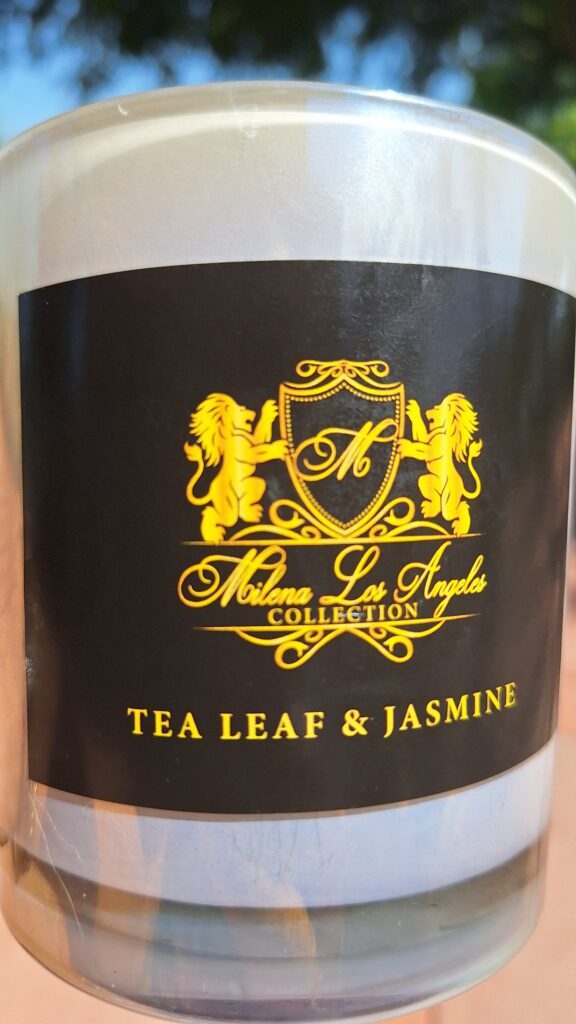 M
Milena Los Angeles
COLLECTION
TEA LEAF & JASMINE